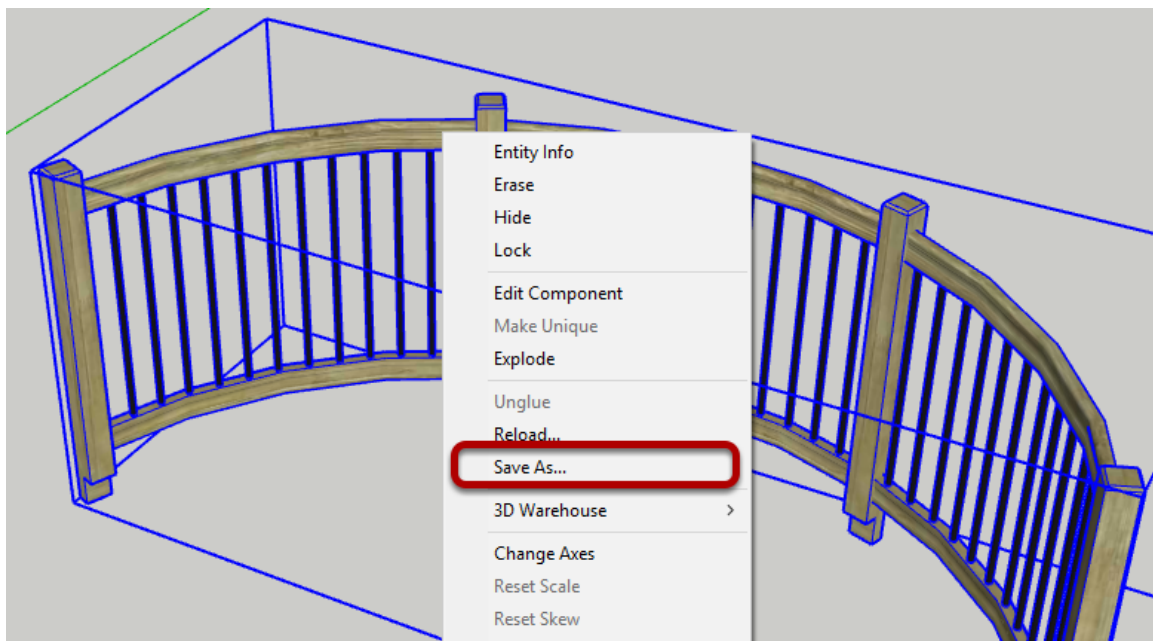 Entity Info
Erase
Hide
Lock
Edit Component
Make Unique
Explode
Unglue
Reload...
Save As...
3D Warehouse
Change Axes
Reset Scale
Reset Skew